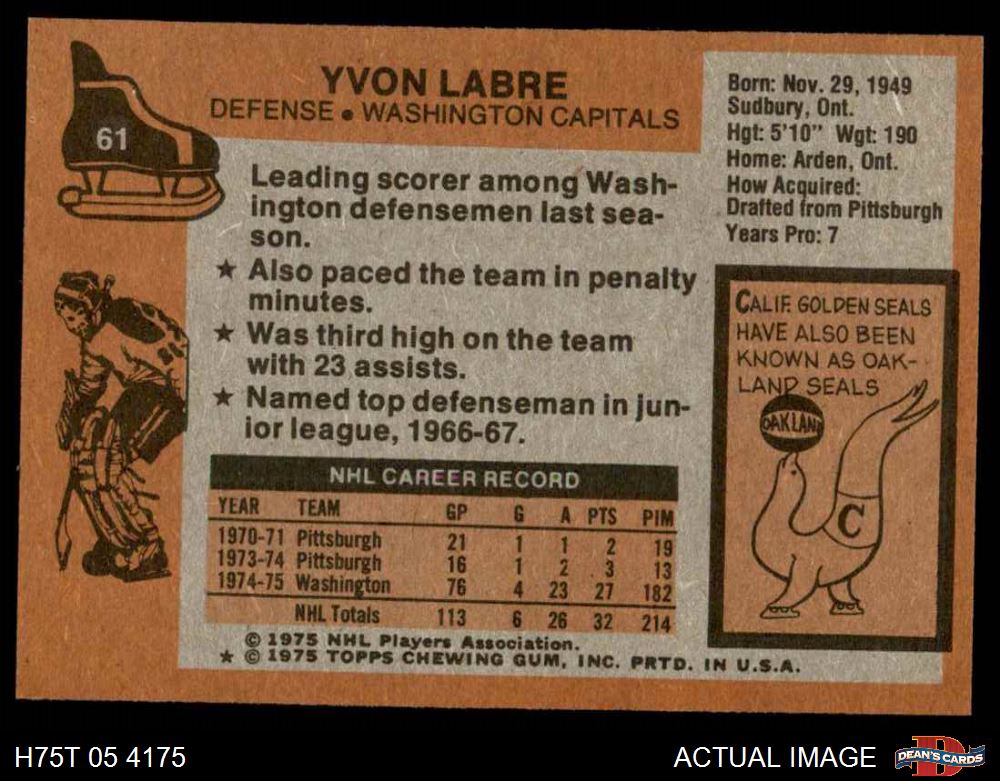 61
YVON LABRE
DEFENSE • WASHINGTON CAPITALS
Leading scorer among Wash-
ington defensemen last sea-
son.
★ Also paced the team in penalty
minutes.
★ Was third high on the team
with 23 assists.
★ Named top defenseman in jun-
ior league, 1966-67.
NHL CAREER RECORD
YEAR TEAM GP G A PTS PIM
1970-71 Pittsburgh 21 1 1 2 19
1973-74 Pittsburgh 16 1 2 3 13
1974-75 Washington 76 4 23 27 182
NHL Totals 113 6 26 32 214
© 1975 NHL Players Association.
★ © 1975 TOPPS CHEWING GUM, INC. PRTD. IN U.S.A.
Born: Nov. 29, 1949
Sudbury, Ont.
Hgt: 5'10" Wgt: 190
Home: Arden, Ont.
How Acquired:
Drafted from Pittsburgh
Years Pro: 7
CALIF. GOLDEN SEALS
HAVE ALSO BEEN
KNOWN AS OAK-
LAND SEALS
OAKLAND
C
H75T 05 4175
ACTUAL IMAGE
D
DEAN'S CARDS